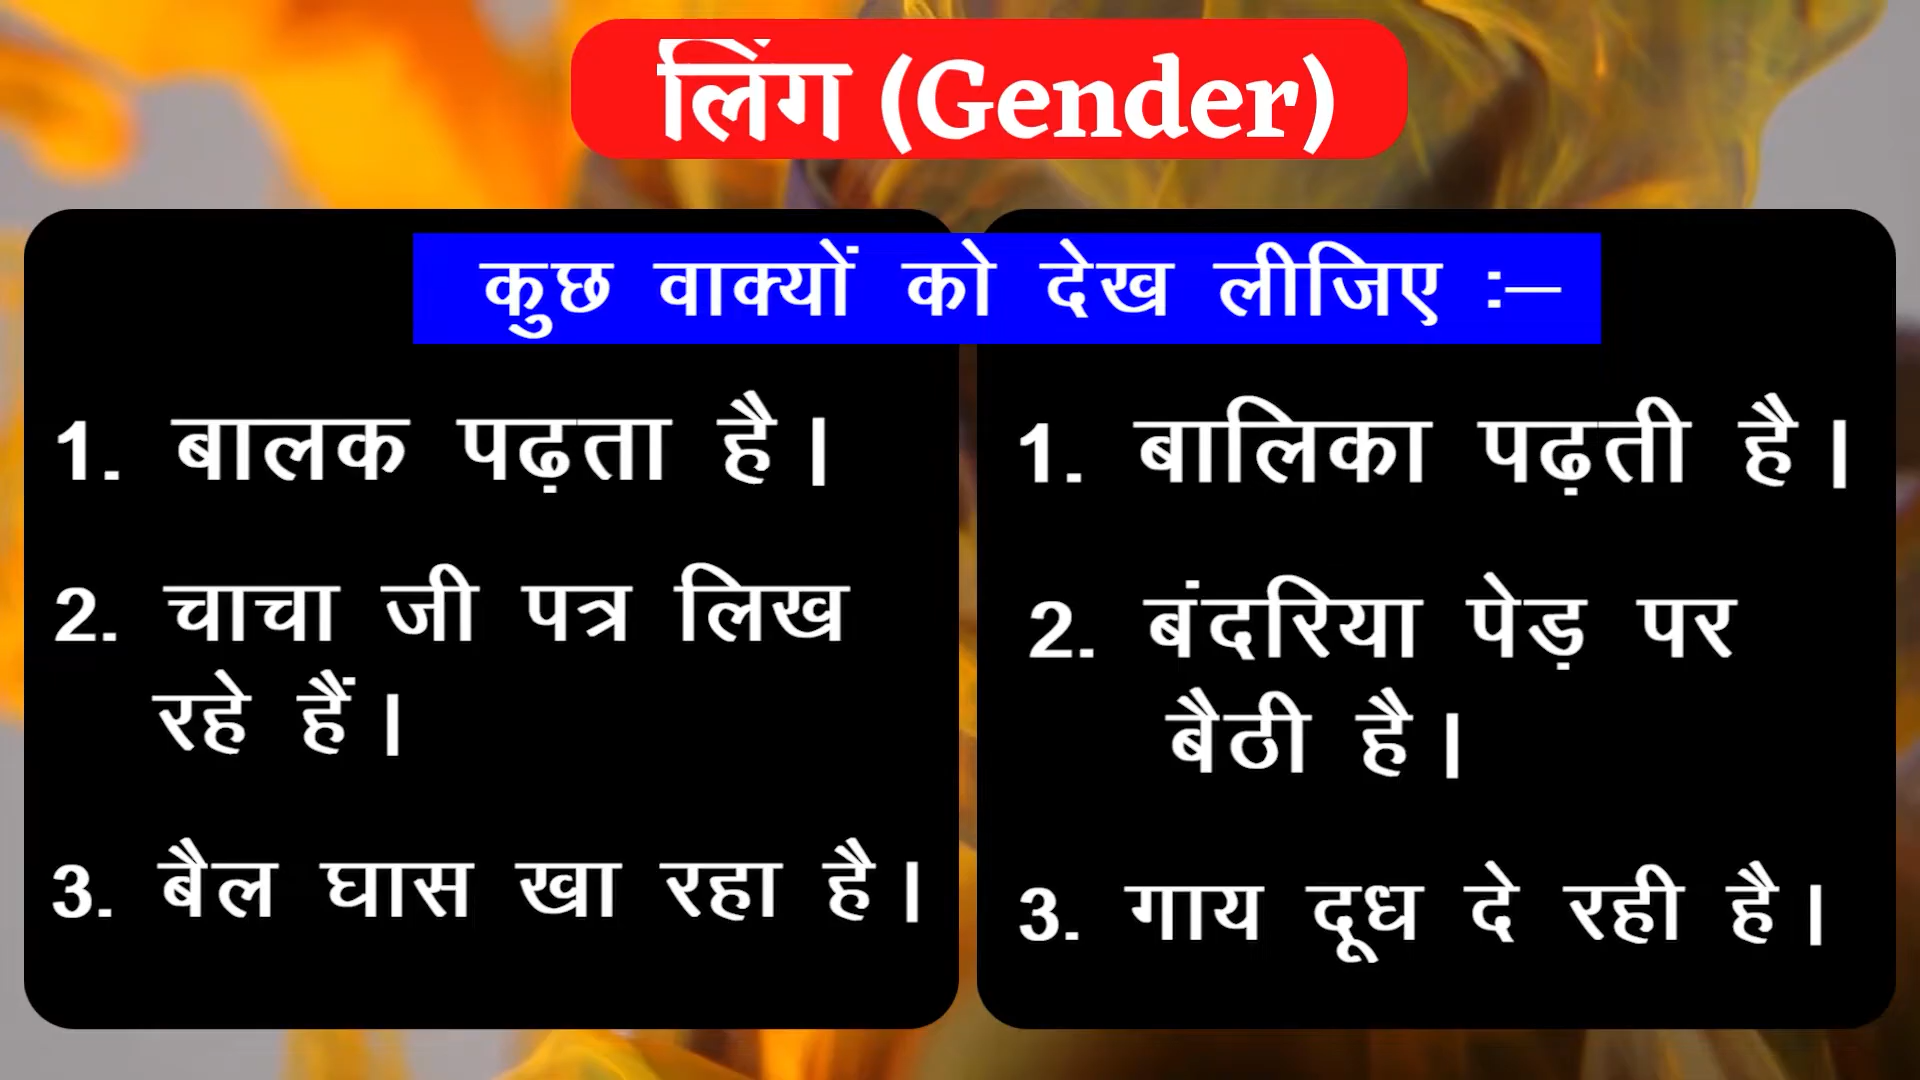 लिंग (Gender)
कुछ वाक्यों को देख लीजिए :–
1. बालक पढ़ता है।
2. चाचा जी पत्र लिख
रहे हैं।
3. बैल घास खा रहा है।
1. बालिका पढ़ती है।
2. बंदरिया पेड़ पर
बैठी है।
3. गाय दूध दे रही है।